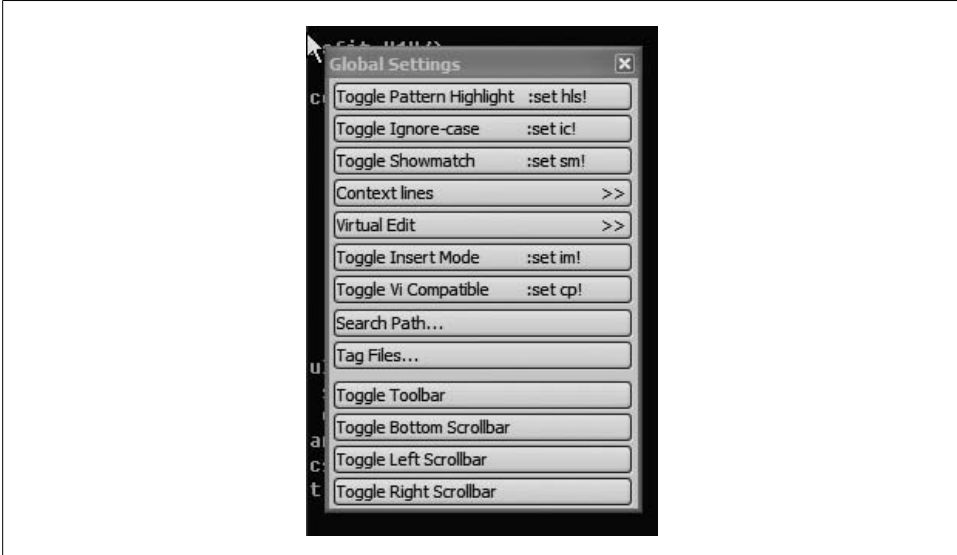 Global Settings
Toggle Pattern Highlight :set hls!
Toggle Ignore-case :set ic!
Toggle Showmatch :set sm!
Context lines >>
Virtual Edit >>
Toggle Insert Mode :set im!
Toggle Vi Compatible :set cp!
Search Path...
Tag Files...
Toggle Toolbar
Toggle Bottom Scrollbar
Toggle Left Scrollbar
Toggle Right Scrollbar